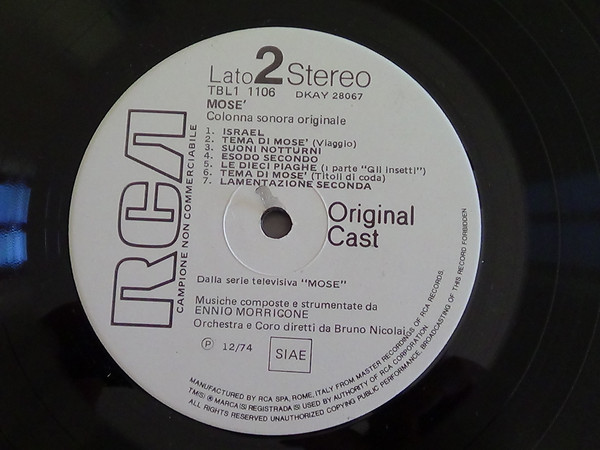 Lato 2 Stereo
TBL1 1106 DKAY 28067
MOSE'
Colonna sonora originale
1. ISRAEL
2. TEMA DI MOSE' (Viaggio)
3. SUONI NOTTURNI
4. ESODO SECONDO
5. LE DIECI PIAGHE (I parte "Gli insetti")
6. TEMA DI MOSE' (Titoli di coda)
7. LAMENTAZIONE SECONDA
RCA
CAMPIONE NON COMMERCIABILE
Original
Cast
Dalla serie televisiva "MOSE"
Musiche composte e strumentate da
ENNIO MORRICONE
Orchestra e Coro diretti da Bruno Nicolai
Ⓟ 12/74 SIAE
MANUFACTURED BY RCA SPA, ROME, ITALY FROM MASTER RECORDINGS OF RCA RECORDS.
TM(S) ® MARCA(S) REGISTRADA(S) USED BY AUTHORITY OF RCA CORPORATION
ALL RIGHTS RESERVED UNAUTHORIZED COPYING PUBLIC PERFORMANCE, BROADCASTING OF THIS RECORD FORBIDDEN